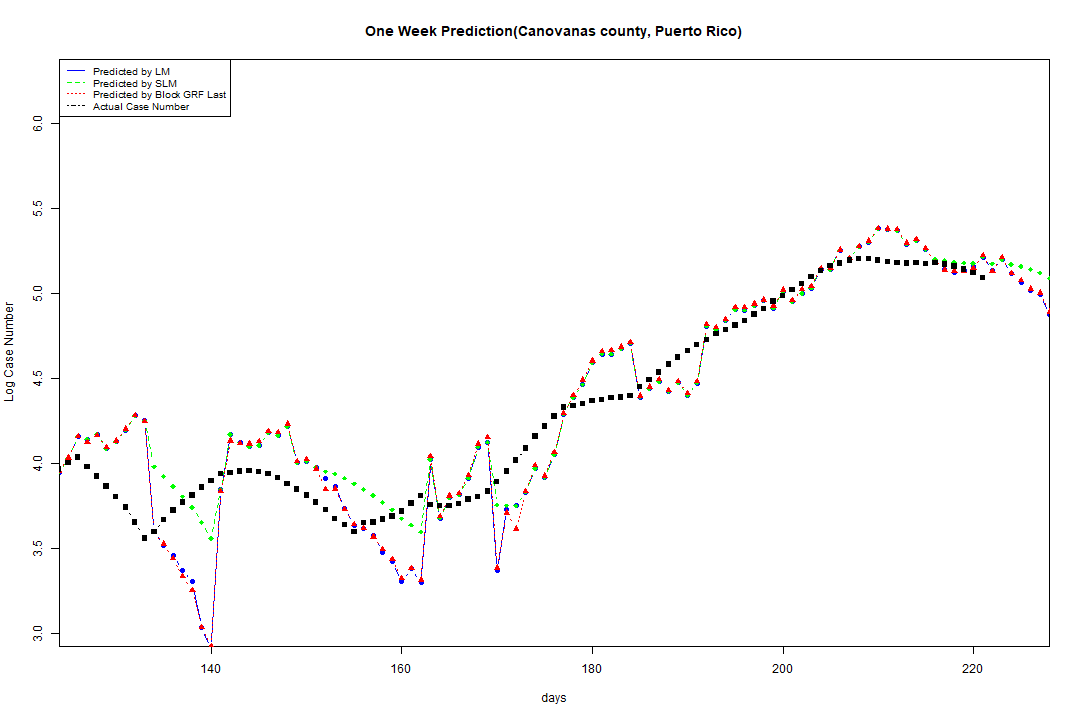 One Week Prediction(Canovanas county, Puerto Rico)
Predicted by LM
Predicted by SLM
Predicted by Block GRF Last
Actual Case Number
6.0
5.5
5.0
4.5
4.0
3.5
3.0
Log Case Number
140 160 180 200 220
days